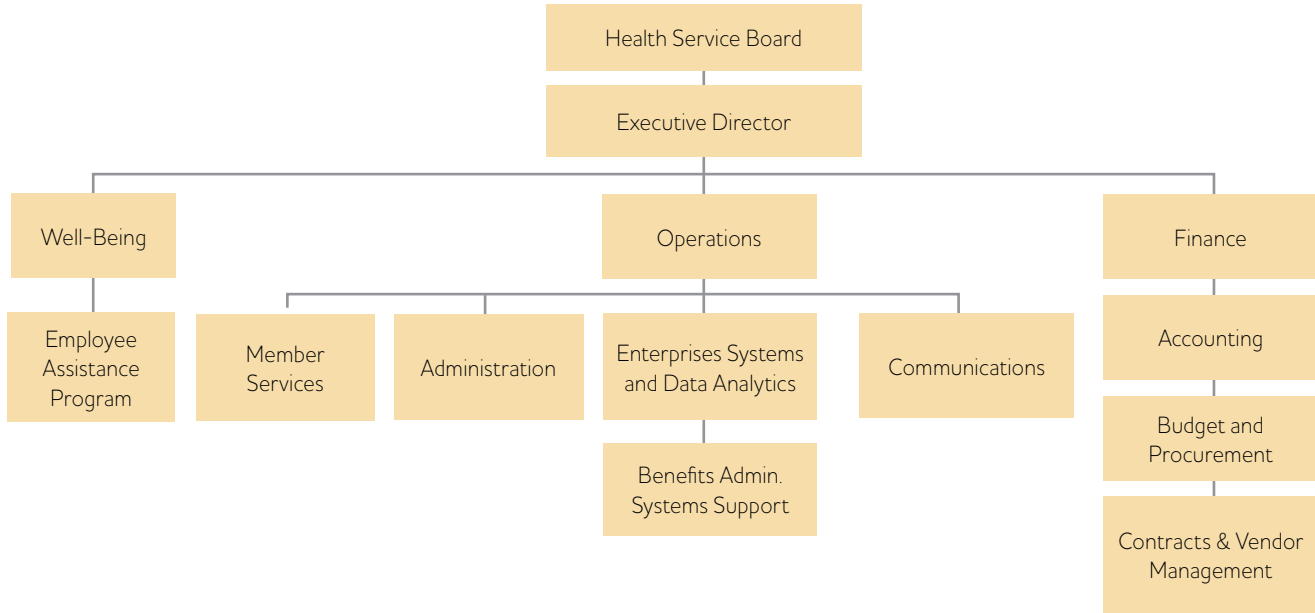 Health Service Board
Executive Director
Well-Being
Operations
Finance
Employee
Assistance
Program
Member
Services
Administration
Enterprises Systems
and Data Analytics
Communications
Accounting
Benefits Admin.
Systems Support
Budget and
Procurement
Contracts & Vendor
Management